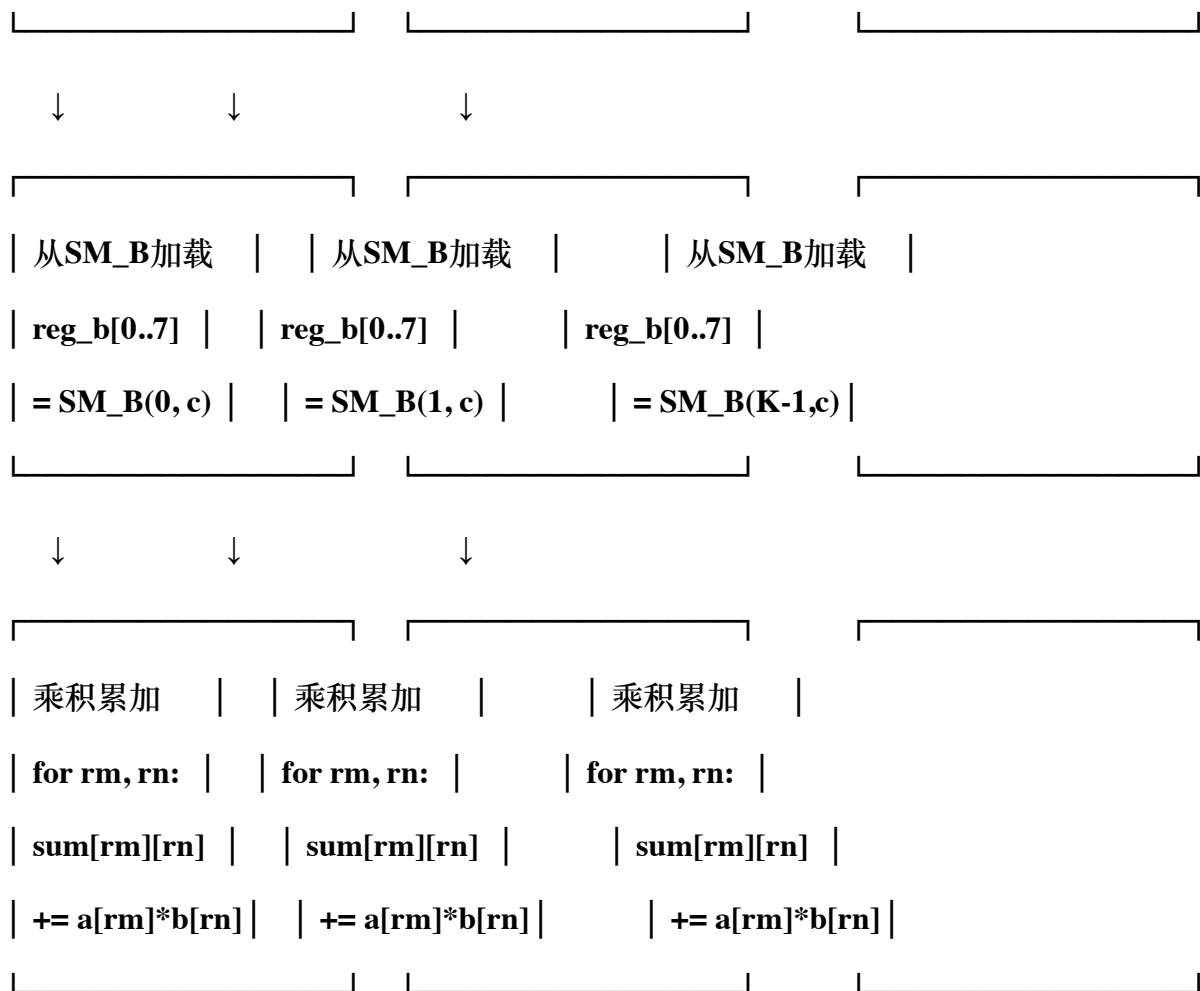 └─────────────────┘ └─────────────────┘ └─────────────────┘
↓ ↓ ↓
┌─────────────────┐ ┌─────────────────┐ ┌─────────────────┐
│ 从SM_B加载 │ │ 从SM_B加载 │ │ 从SM_B加载 │
│ reg_b[0..7] │ │ reg_b[0..7] │ │ reg_b[0..7] │
│ = SM_B(0, c) │ │ = SM_B(1, c) │ │ = SM_B(K-1,c)│
└─────────────────┘ └─────────────────┘ └─────────────────┘
↓ ↓ ↓
┌─────────────────┐ ┌─────────────────┐ ┌─────────────────┐
│ 乘积累加 │ │ 乘积累加 │ │ 乘积累加 │
│ for rm, rn: │ │ for rm, rn: │ │ for rm, rn: │
│ sum[rm][rn] │ │ sum[rm][rn] │ │ sum[rm][rn] │
│ += a[rm]*b[rn]│ │ += a[rm]*b[rn]│ │ += a[rm]*b[rn]│
└─────────────────┘ └─────────────────┘ └─────────────────┘